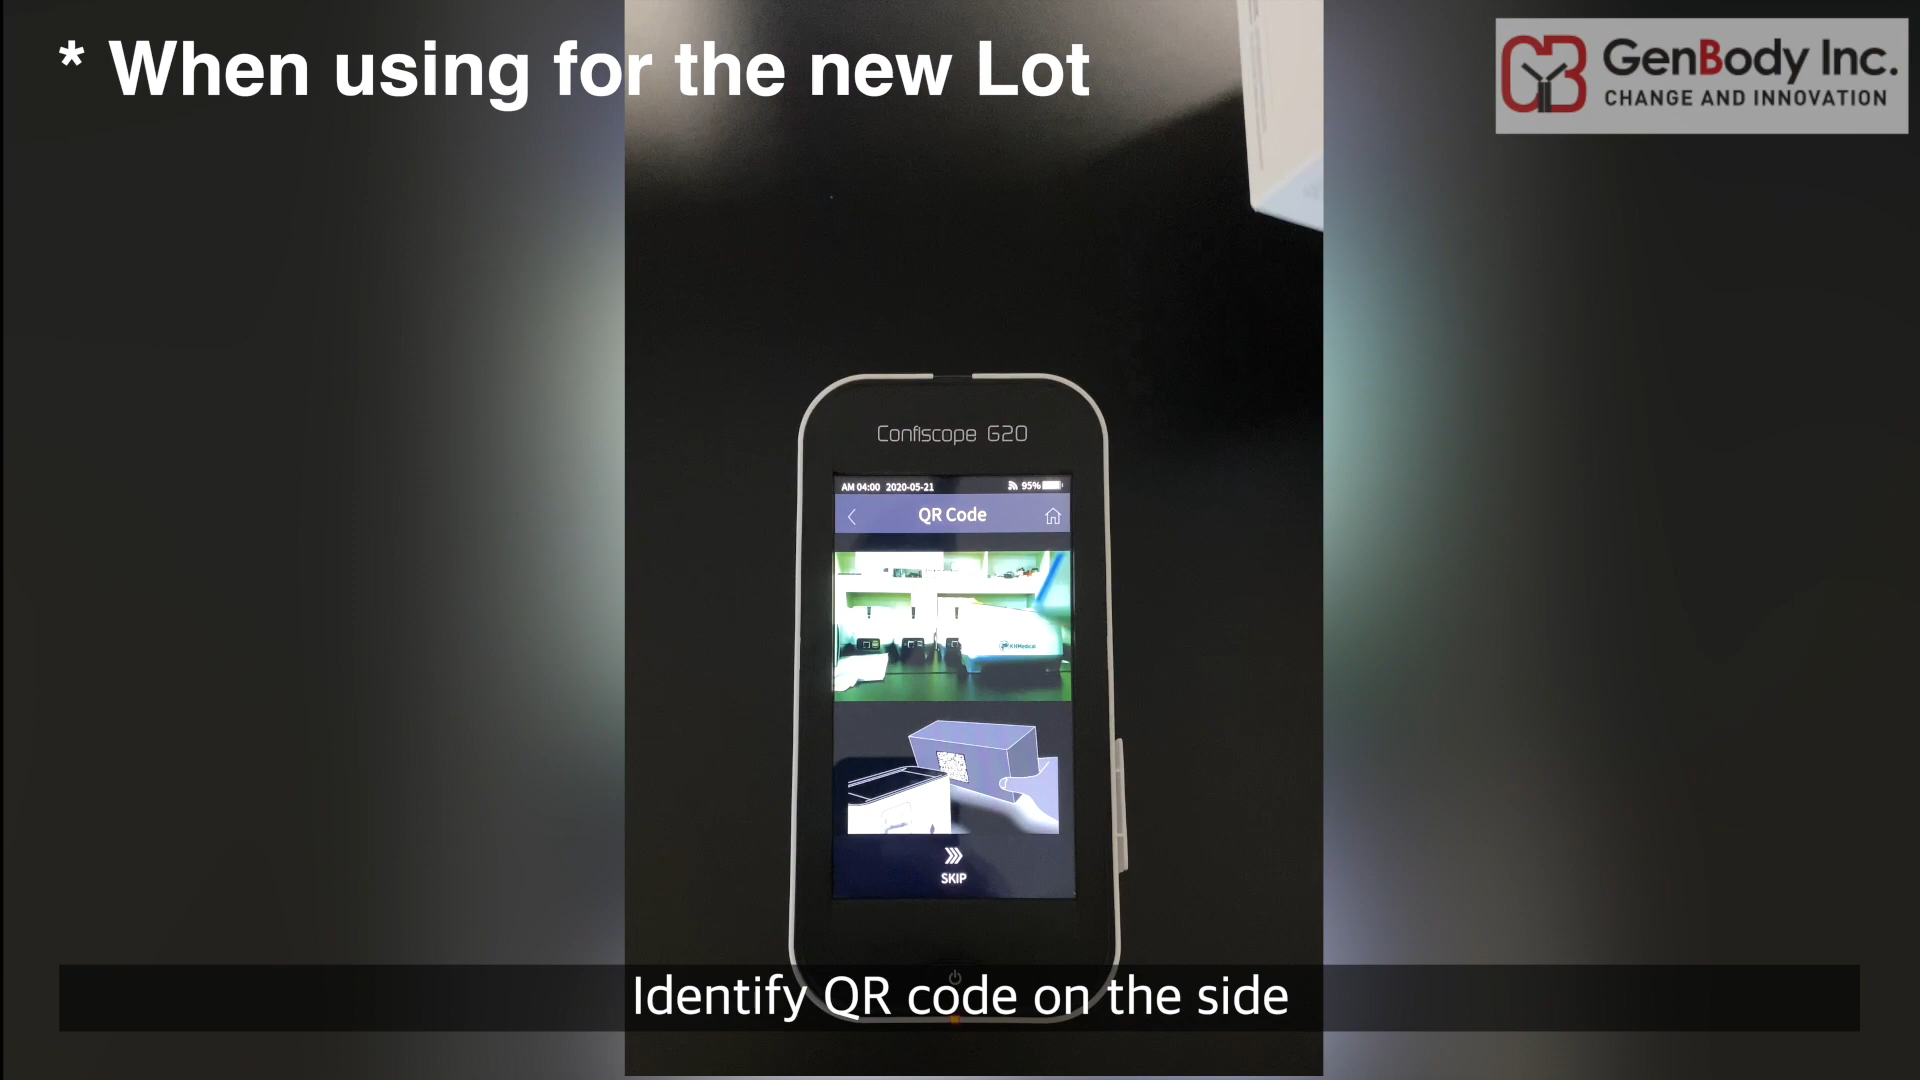 * When using for the new Lot
GenBody Inc.
CHANGE AND INNOVATION
Confiscope G20
AM 04:00 2020-05-21 95%
QR Code
SKIP
Identify QR code on the side